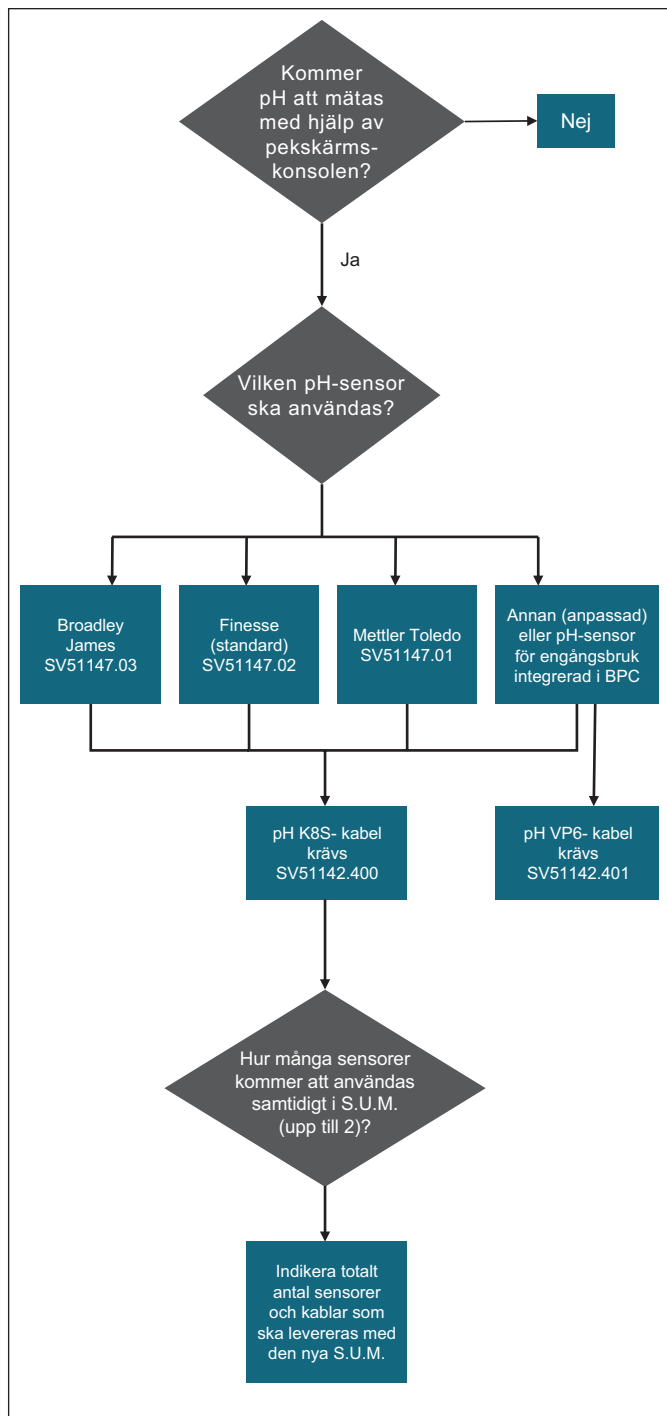 Kommer
pH att mätas
med hjälp av
pekskärms-
konsolen?
Nej
Ja
Vilken pH-sensor
ska användas?
Broadley
James
SV51147.03
Finesse
(standard)
SV51147.02
Mettler Toledo
SV51147.01
Annan (anpassad)
eller pH-sensor
för engångsbruk
integrerad i BPC
pH K8S- kabel
krävs
SV51142.400
pH VP6- kabel
krävs
SV51142.401
Hur många sensorer
kommer att användas
samtidigt i S.U.M.
(upp till 2)?
Indikera totalt
antal sensorer
och kablar som
ska levereras med
den nya S.U.M.